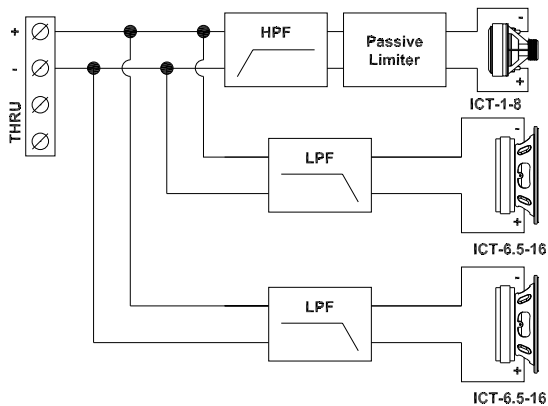 +
-
THRU
HPF
Passive
Limiter
-
+
ICT-1-8
LPF
-
+
ICT-6.5-16
LPF
-
+
ICT-6.5-16